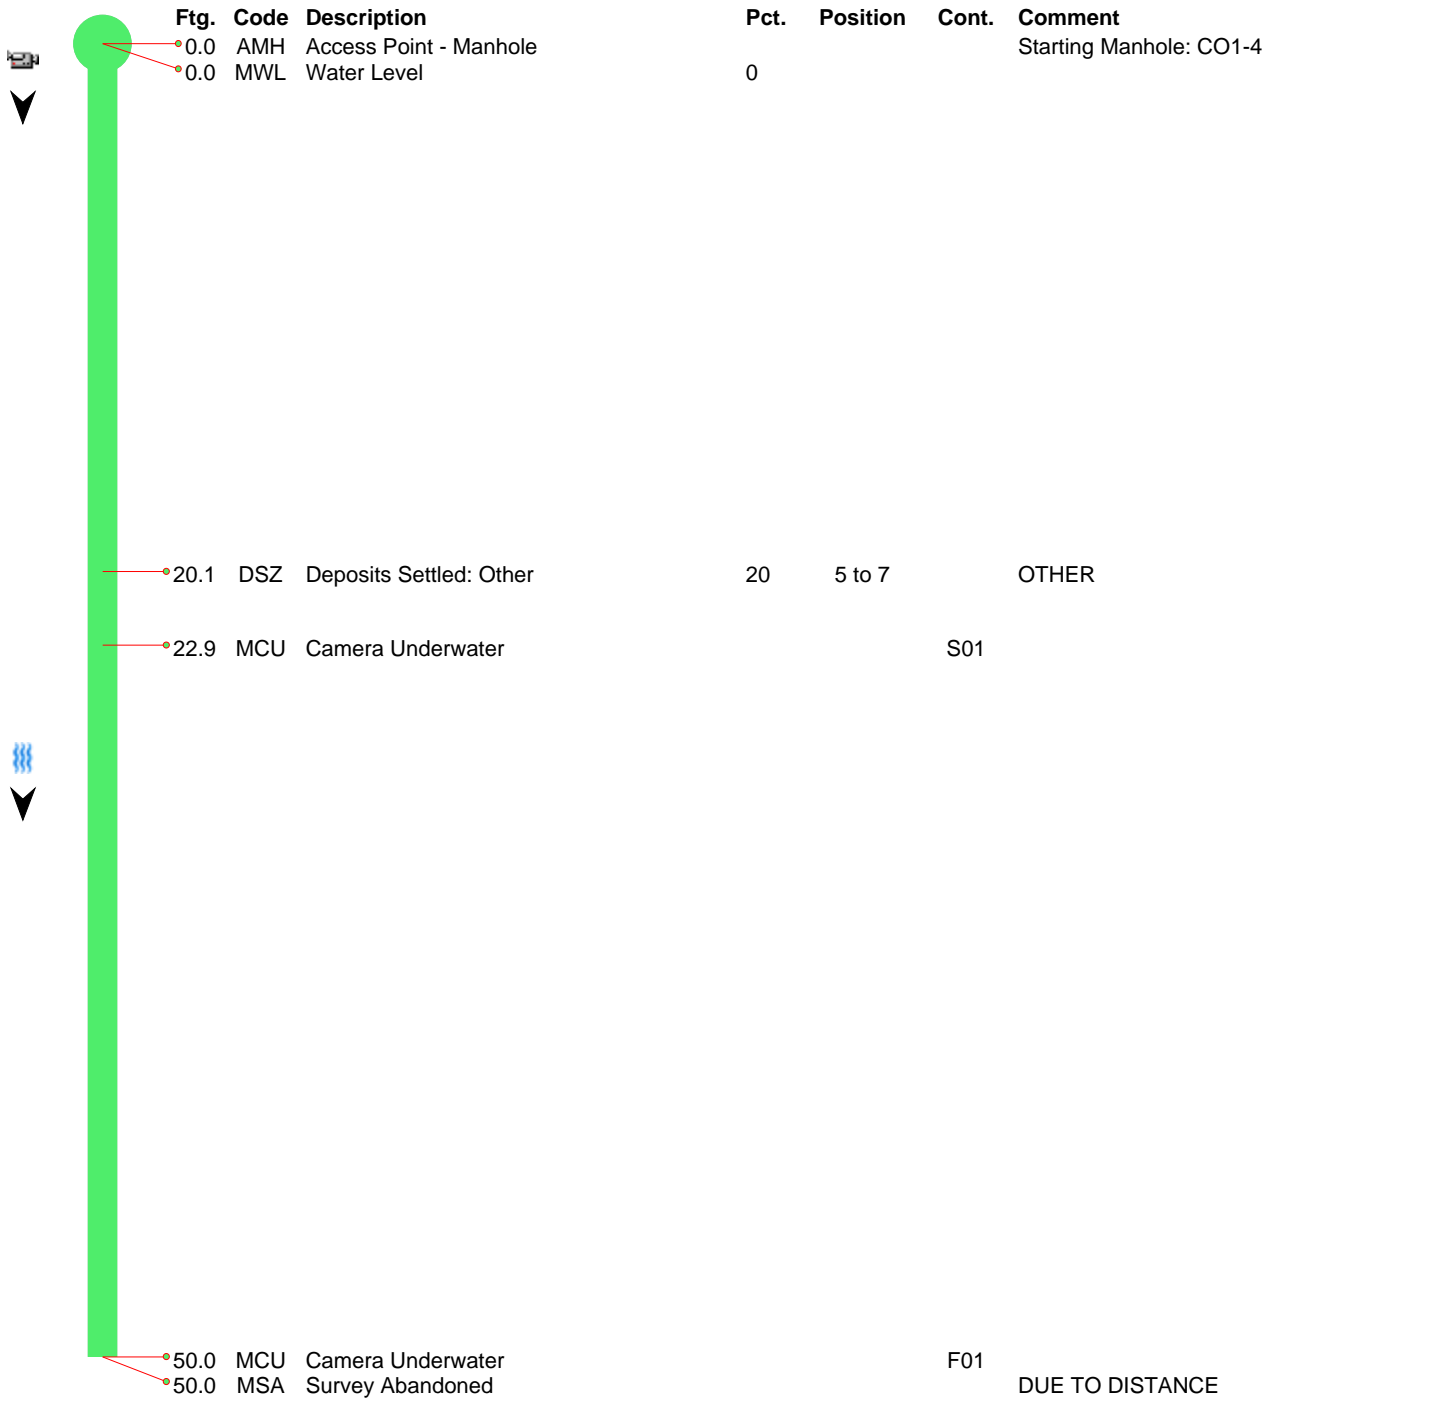 Ftg. Code Description Pct. Position Cont. Comment
0.0 AMH Access Point - Manhole Starting Manhole: CO1-4
0.0 MWL Water Level 0
20.1 DSZ Deposits Settled: Other 20 5 to 7 OTHER
22.9 MCU Camera Underwater S01
50.0 MCU Camera Underwater F01
50.0 MSA Survey Abandoned DUE TO DISTANCE